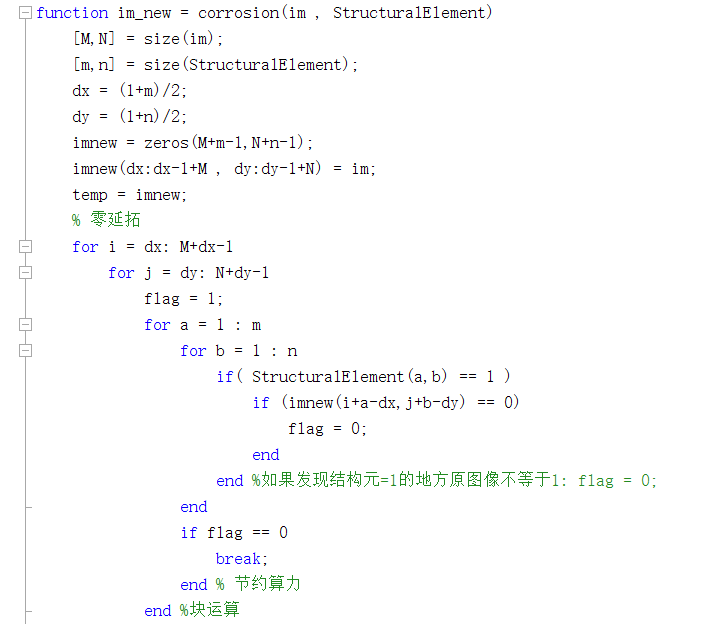 function im_new = corrosion(im , StructuralElement)
    [M,N] = size(im);
    [m,n] = size(StructuralElement);
    dx = (1+m)/2;
    dy = (1+n)/2;
    imnew = zeros(M+m-1,N+n-1);
    imnew(dx:dx-1+M , dy:dy-1+N) = im;
    temp = imnew;
    % 零延拓
    for i = dx: M+dx-1
        for j = dy: N+dy-1
            flag = 1;
            for a = 1 : m
                for b = 1 : n
                    if( StructuralElement(a,b) == 1 )
                        if (imnew(i+a-dx,j+b-dy) == 0)
                            flag = 0;
                        end
                    end %如果发现结构元=1的地方原图像不等于1: flag = 0;
                end
                if flag == 0
                    break;
                end % 节约算力
            end %块运算